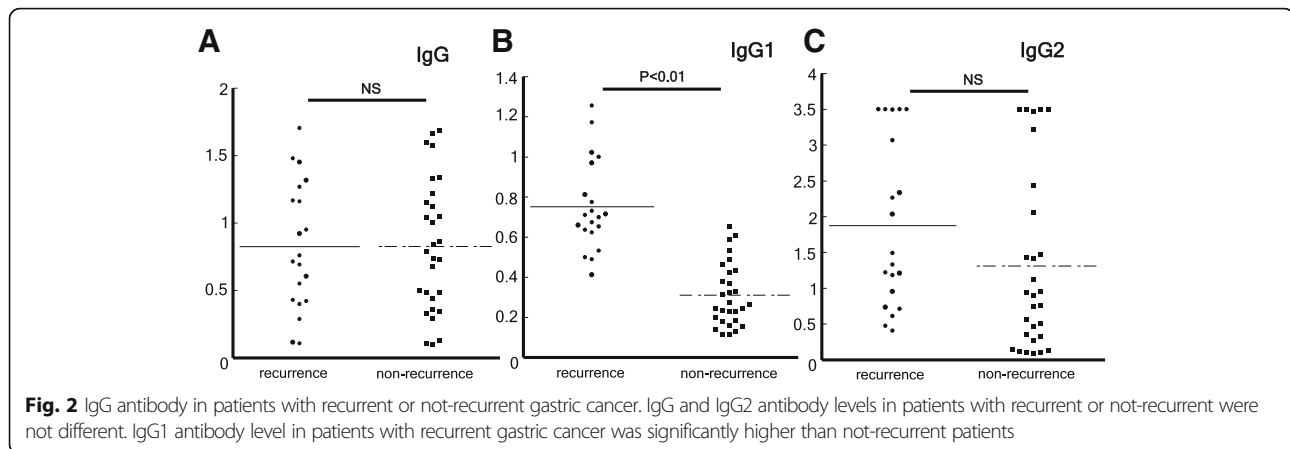 A
IgG
NS
2
1.5
1
0.5
0
recurrence non-recurrence
B
IgG1
P<0.01
1.4
1.2
1
0.8
0.6
0.4
0.2
0
recurrence non-recurrence
C
IgG2
NS
4
3.5
3
2.5
2
1.5
1
0.5
0
recurrence non-recurrence
Fig. 2 IgG antibody in patients with recurrent or not-recurrent gastric cancer. IgG and IgG2 antibody levels in patients with recurrent or not-recurrent were
not different. IgG1 antibody level in patients with recurrent gastric cancer was significantly higher than not-recurrent patients